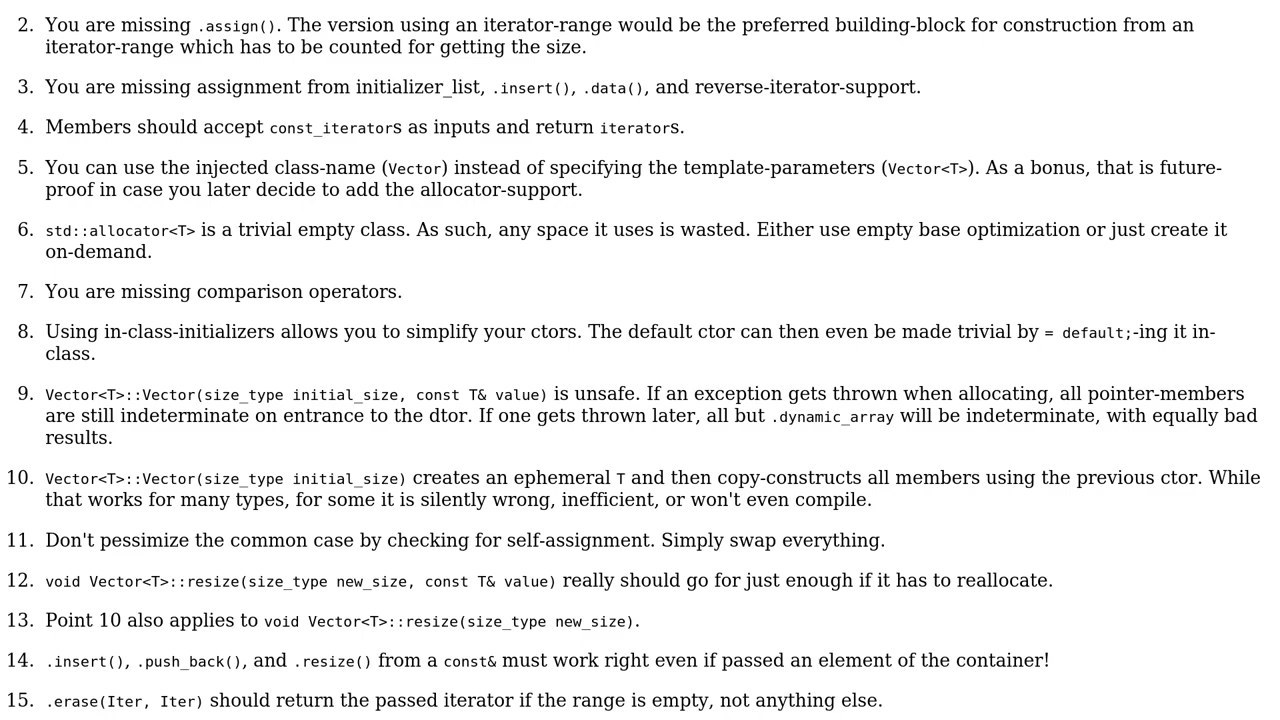 2. You are missing .assign(). The version using an iterator-range would be the preferred building-block for construction from an
iterator-range which has to be counted for getting the size.
3. You are missing assignment from initializer_list, .insert(), .data(), and reverse-iterator-support.
4. Members should accept const_iterators as inputs and return iterators.
5. You can use the injected class-name (Vector) instead of specifying the template-parameters (Vector<T>). As a bonus, that is future-
proof in case you later decide to add the allocator-support.
6. std::allocator<T> is a trivial empty class. As such, any space it uses is wasted. Either use empty base optimization or just create it
on-demand.
7. You are missing comparison operators.
8. Using in-class-initializers allows you to simplify your ctors. The default ctor can then even be made trivial by = default;-ing it in-
class.
9. Vector<T>::Vector(size_type initial_size, const T& value) is unsafe. If an exception gets thrown when allocating, all pointer-members
are still indeterminate on entrance to the dtor. If one gets thrown later, all but .dynamic_array will be indeterminate, with equally bad
results.
10. Vector<T>::Vector(size_type initial_size) creates an ephemeral T and then copy-constructs all members using the previous ctor. While
that works for many types, for some it is silently wrong, inefficient, or won't even compile.
11. Don't pessimize the common case by checking for self-assignment. Simply swap everything.
12. void Vector<T>::resize(size_type new_size, const T& value) really should go for just enough if it has to reallocate.
13. Point 10 also applies to void Vector<T>::resize(size_type new_size).
14. .insert(), .push_back(), and .resize() from a const& must work right even if passed an element of the container!
15. .erase(Iter, Iter) should return the passed iterator if the range is empty, not anything else.